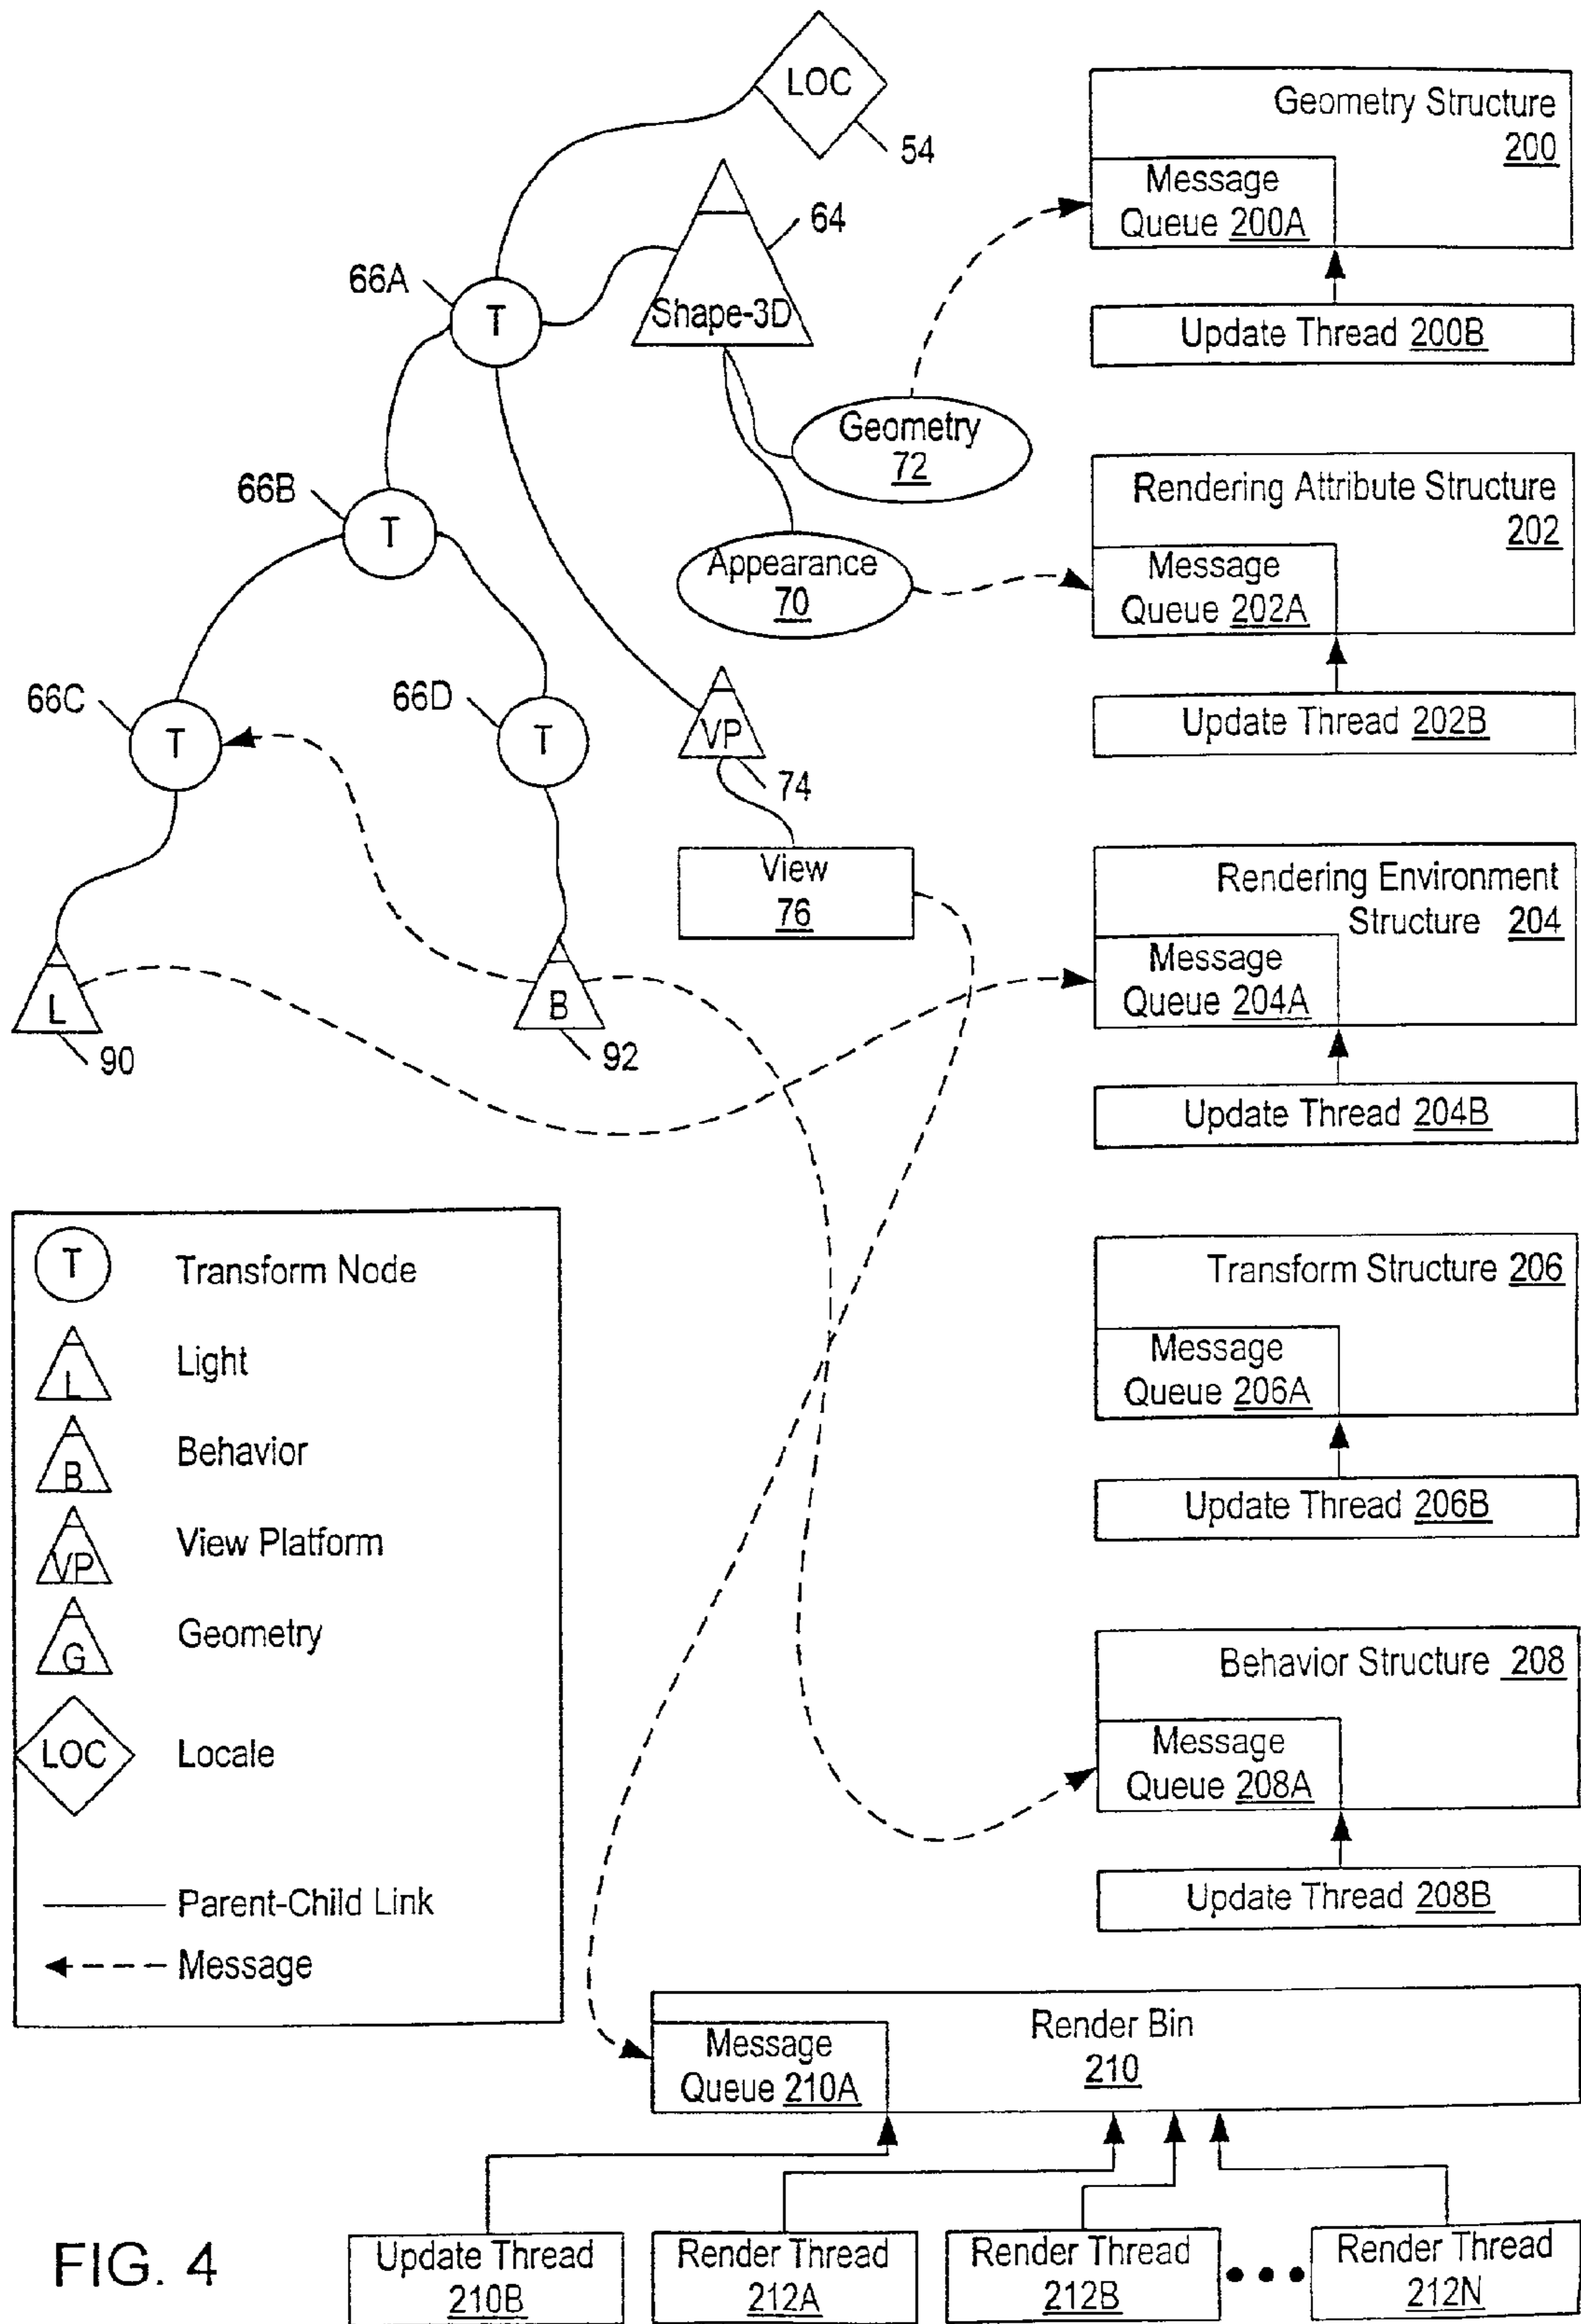 LOC
54
64
66A
T
Shape-3D
Geometry
72
66B
T
Appearance
70
66C
T
66D
T
VP
74
View
76
L
90
B
92
Geometry Structure
200
Message
Queue 200A
Update Thread 200B
Rendering Attribute Structure
202
Message
Queue 202A
Update Thread 202B
Rendering Environment
Structure 204
Message
Queue 204A
Update Thread 204B
Transform Structure 206
Message
Queue 206A
Update Thread 206B
Behavior Structure 208
Message
Queue 208A
Update Thread 208B
T Transform Node
L Light
B Behavior
VP View Platform
G Geometry
LOC Locale
Parent-Child Link
Message
Render Bin
210
Message
Queue 210A
Update Thread
210B
Render Thread
212A
Render Thread
212B
Render Thread
212N
FIG. 4